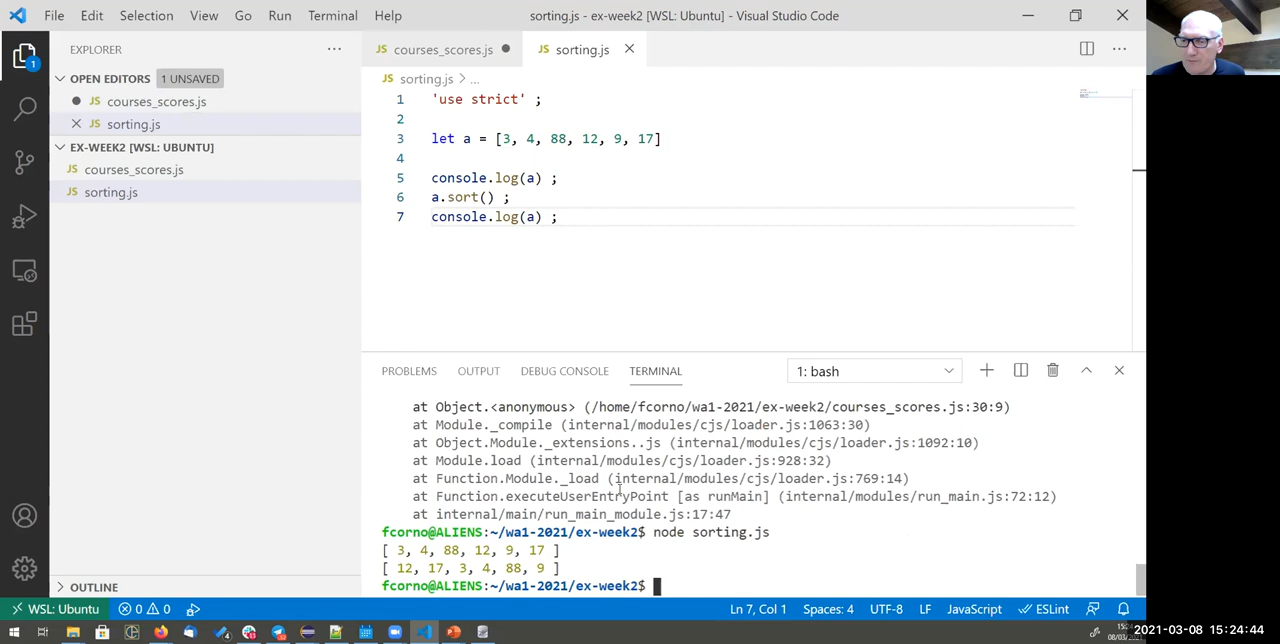 File Edit Selection View Go Run Terminal Help
sorting.js - ex-week2 [WSL: Ubuntu] - Visual Studio Code
EXPLORER
OPEN EDITORS 1 UNSAVED
JS courses_scores.js
JS sorting.js
EX-WEEK2 [WSL: UBUNTU]
JS courses_scores.js
JS sorting.js
OUTLINE
1
JS courses_scores.js
JS sorting.js
JS sorting.js > ...
1 'use strict' ;
2
3 let a = [3, 4, 88, 12, 9, 17]
4
5 console.log(a) ;
6 a.sort() ;
7 console.log(a) ;
PROBLEMS OUTPUT DEBUG CONSOLE TERMINAL
1: bash
at Object.<anonymous> (/home/fcorno/wa1-2021/ex-week2/courses_scores.js:30:9)
at Module._compile (internal/modules/cjs/loader.js:1063:30)
at Object.Module._extensions..js (internal/modules/cjs/loader.js:1092:10)
at Module.load (internal/modules/cjs/loader.js:928:32)
at Function.Module._load (internal/modules/cjs/loader.js:769:14)
at Function.executeUserEntryPoint [as runMain] (internal/modules/run_main.js:72:12)
at internal/main/run_main_module.js:17:47
fcorno@ALIENS:~/wa1-2021/ex-week2$ node sorting.js
[ 3, 4, 88, 12, 9, 17 ]
[ 12, 17, 3, 4, 88, 9 ]
fcorno@ALIENS:~/wa1-2021/ex-week2$
WSL: Ubuntu 0 0
Ln 7, Col 1 Spaces: 4 UTF-8 LF JavaScript ESLint
2021-03-08 15:24:44